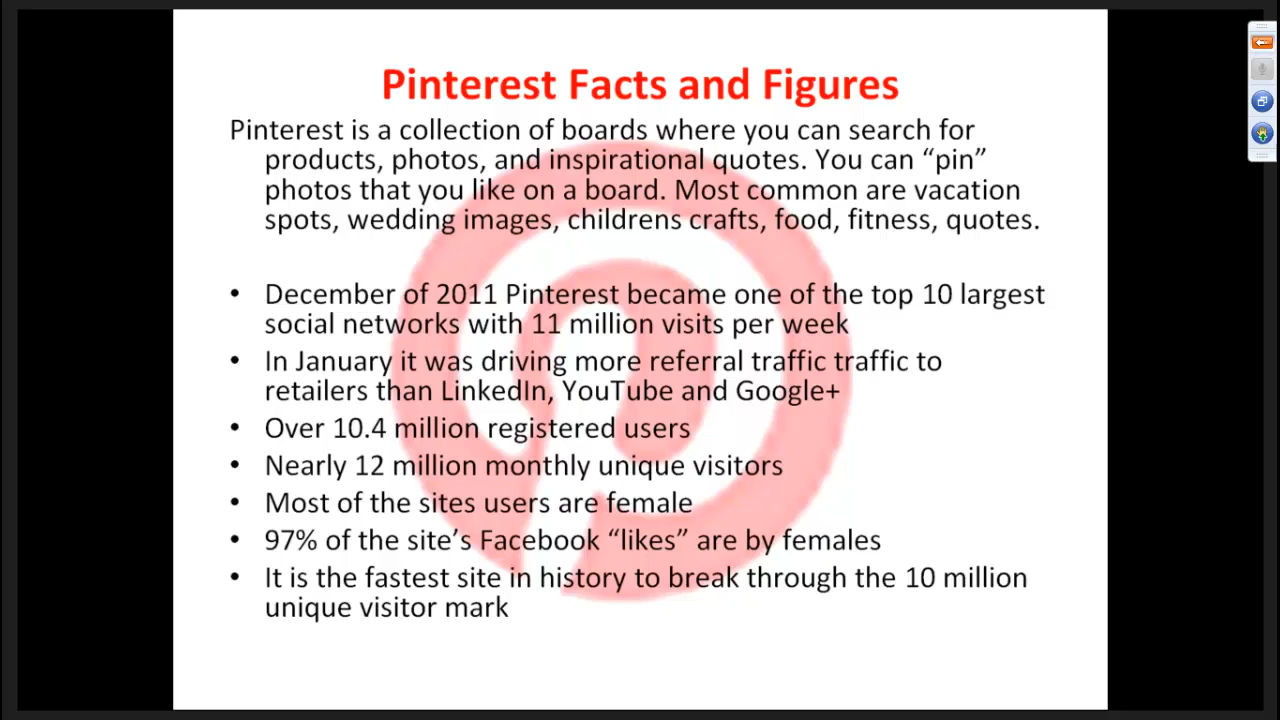 Pinterest Facts and Figures
Pinterest is a collection of boards where you can search for
products, photos, and inspirational quotes. You can “pin”
photos that you like on a board. Most common are vacation
spots, wedding images, childrens crafts, food, fitness, quotes.
• December of 2011 Pinterest became one of the top 10 largest
social networks with 11 million visits per week
• In January it was driving more referral traffic traffic to
retailers than LinkedIn, YouTube and Google+
• Over 10.4 million registered users
• Nearly 12 million monthly unique visitors
• Most of the sites users are female
• 97% of the site’s Facebook “likes” are by females
• It is the fastest site in history to break through the 10 million
unique visitor mark